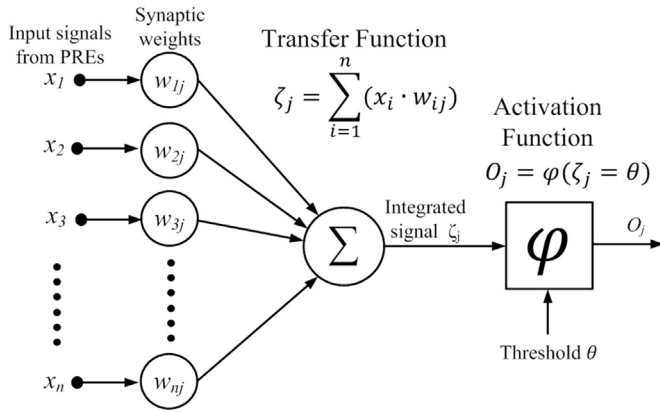 Input signals
from PREs
Synaptic
weights
Transfer Function
ζj = ∑ⁿᵢ₌₁(xi · wij)
Activation
Function
Oj = φ(ζj = θ)
x1
w1j
x2
w2j
x3
w3j
xn
wnj
∑
Integrated
signal ζj
φ
Oj
Threshold θ